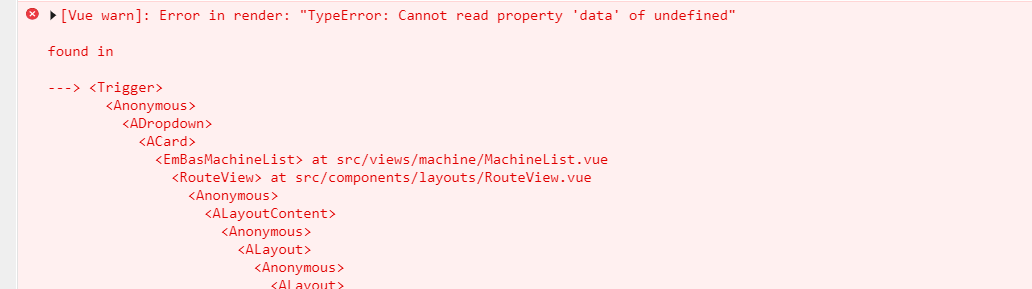 [Vue warn]: Error in render: "TypeError: Cannot read property 'data' of undefined"
found in
---> <Trigger>
<Anonymous>
<ADropdown>
<ACard>
<EmBasMachineList> at src/views/machine/MachineList.vue
<RouteView> at src/components/layouts/RouteView.vue
<Anonymous>
<ALayoutContent>
<Anonymous>
<ALayout>
<Anonymous>
<ALayout>